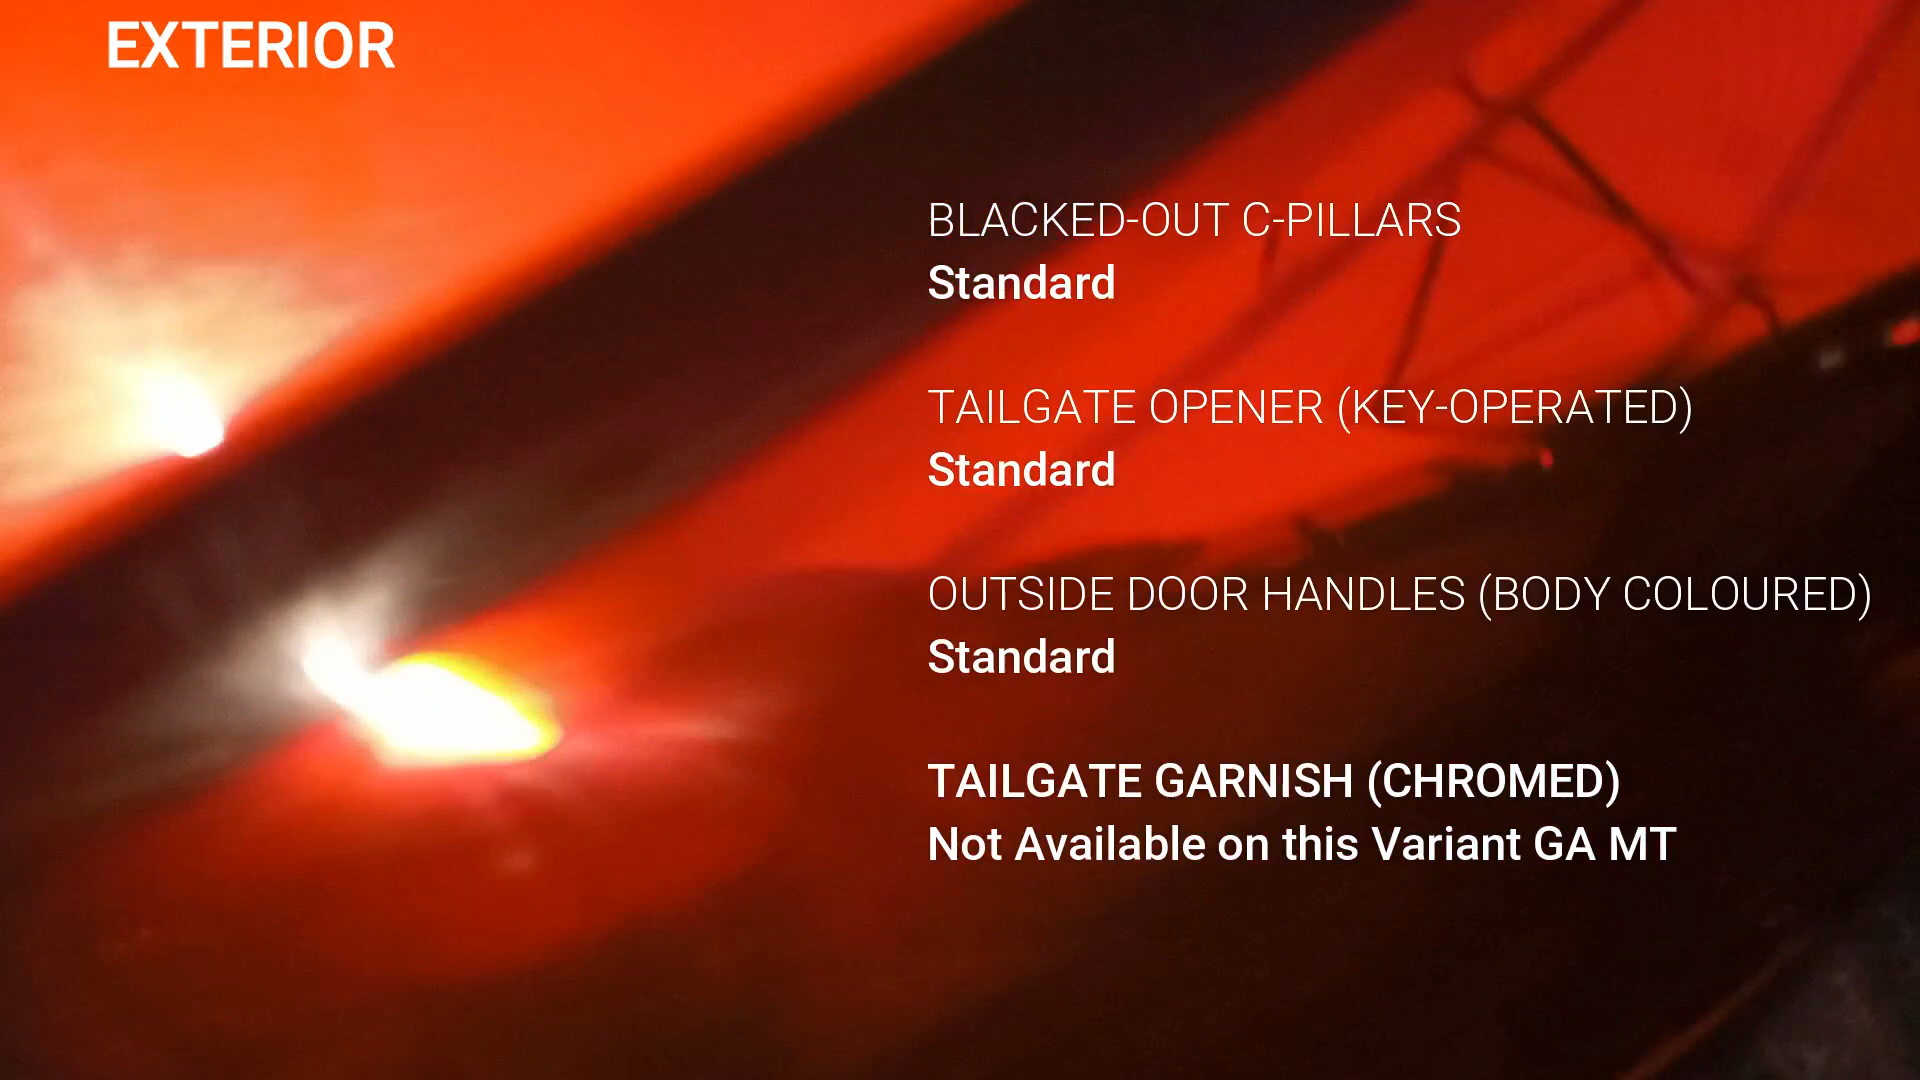 EXTERIOR
BLACKED-OUT C-PILLARS
Standard
TAILGATE OPENER (KEY-OPERATED)
Standard
OUTSIDE DOOR HANDLES (BODY COLOURED)
Standard
TAILGATE GARNISH (CHROMED)
Not Available on this Variant GA MT